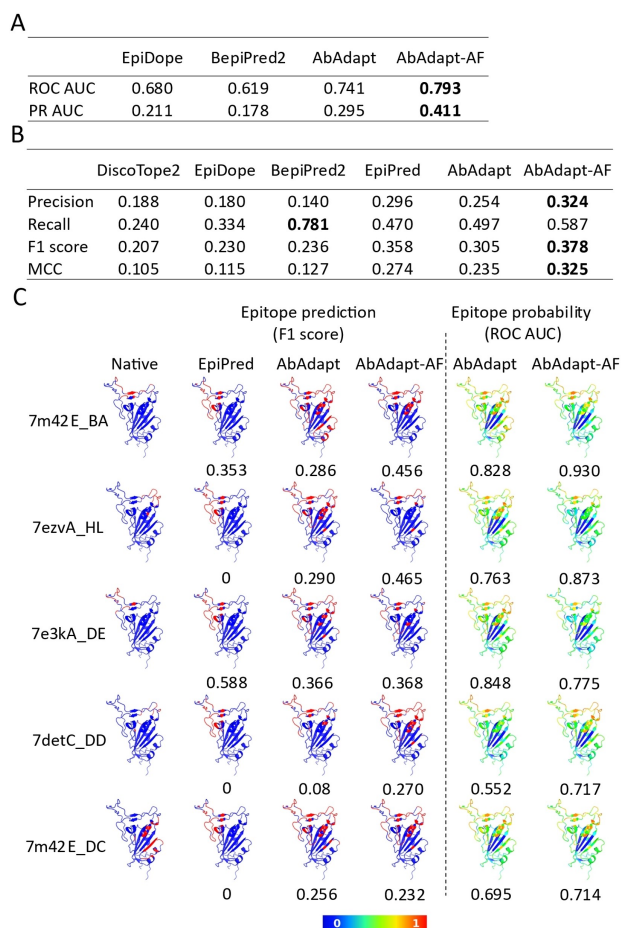 A
EpiDope BepiPred2 AbAdapt AbAdapt-AF
ROC AUC 0.680 0.619 0.741 0.793
PR AUC 0.211 0.178 0.295 0.411
B
DiscoTope2 EpiDope BepiPred2 EpiPred AbAdapt AbAdapt-AF
Precision 0.188 0.180 0.140 0.296 0.254 0.324
Recall 0.240 0.334 0.781 0.470 0.497 0.587
F1 score 0.207 0.230 0.236 0.358 0.305 0.378
MCC 0.105 0.115 0.127 0.274 0.235 0.325
C
Epitope prediction Epitope probability
(F1 score) (ROC AUC)
Native EpiPred AbAdapt AbAdapt-AF AbAdapt AbAdapt-AF
7m42E_BA
0.353 0.286 0.456 0.828 0.930
7ezvA_HL
0 0.290 0.465 0.763 0.873
7e3kA_DE
0.588 0.366 0.368 0.848 0.775
7detC_DD
0 0.08 0.270 0.552 0.717
7m42E_DC
0 0.256 0.232 0.695 0.714
0 1